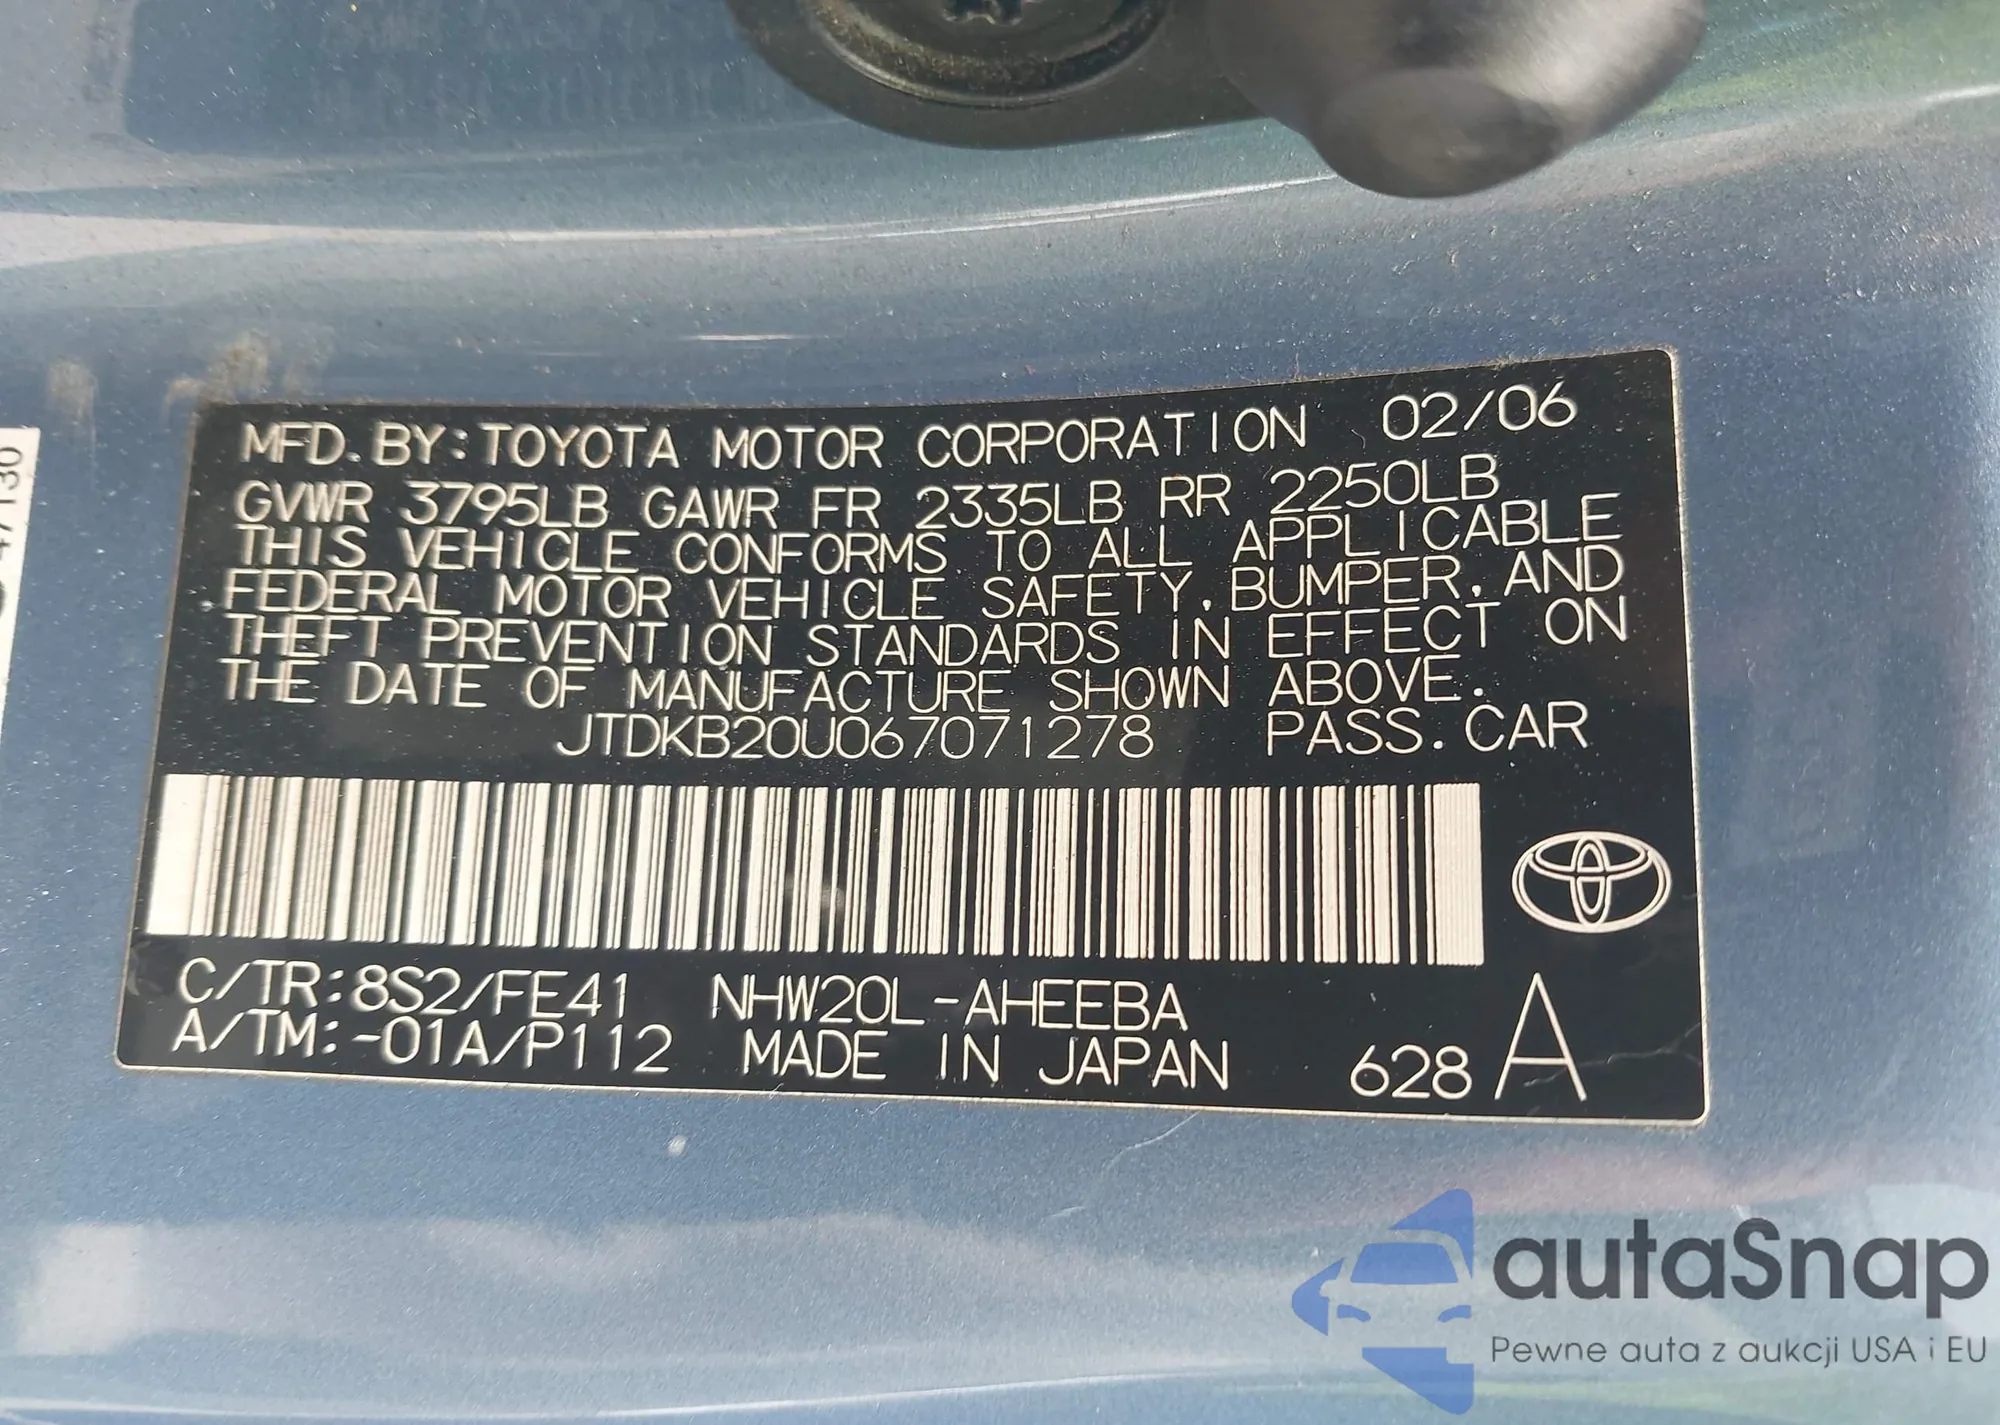 MFD. BY: TOYOTA MOTOR CORPORATION 02/06
GVWR 3795LB GAWR FR 2335LB RR 2250LB
THIS VEHICLE CONFORMS TO ALL APPLICABLE
FEDERAL MOTOR VEHICLE SAFETY, BUMPER, AND
THEFT PREVENTION STANDARDS IN EFFECT ON
THE DATE OF MANUFACTURE SHOWN ABOVE.
JTDKB20U067071278 PASS. CAR
C/TR: 8S2/FE41 NHW20L-AHEEBA
A/TM: -01A/P112 MADE IN JAPAN 628 A
47130
autaSnap
Pewne auta z aukcji USA i EU